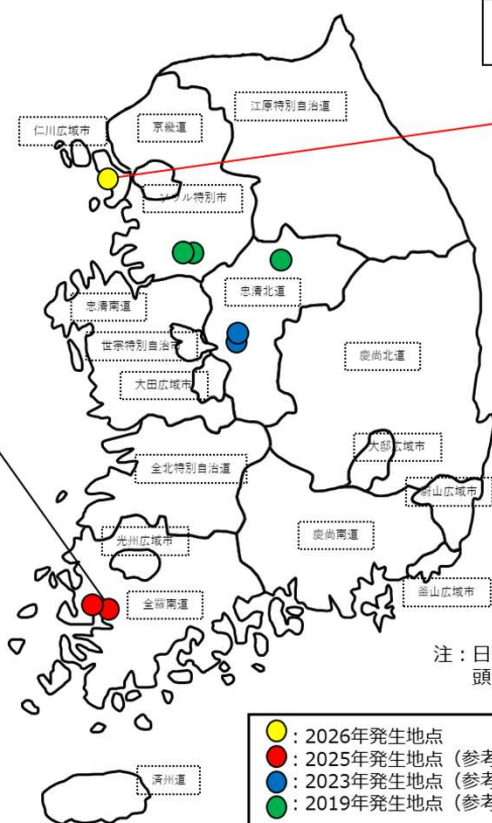 江原特別自治道
仁川広域市
京畿道
ソウル特別市
忠清南道
忠清北道
世宗特別自治市
慶尚北道
大田広域市
大邱広域市
全北特別自治道
蔚山広域市
光州広域市
慶尚南道
釜山広域市
全羅南道
注：日
頭
済州道
：2026年発生地点
：2025年発生地点（参考
：2023年発生地点（参考
：2019年発生地点（参考